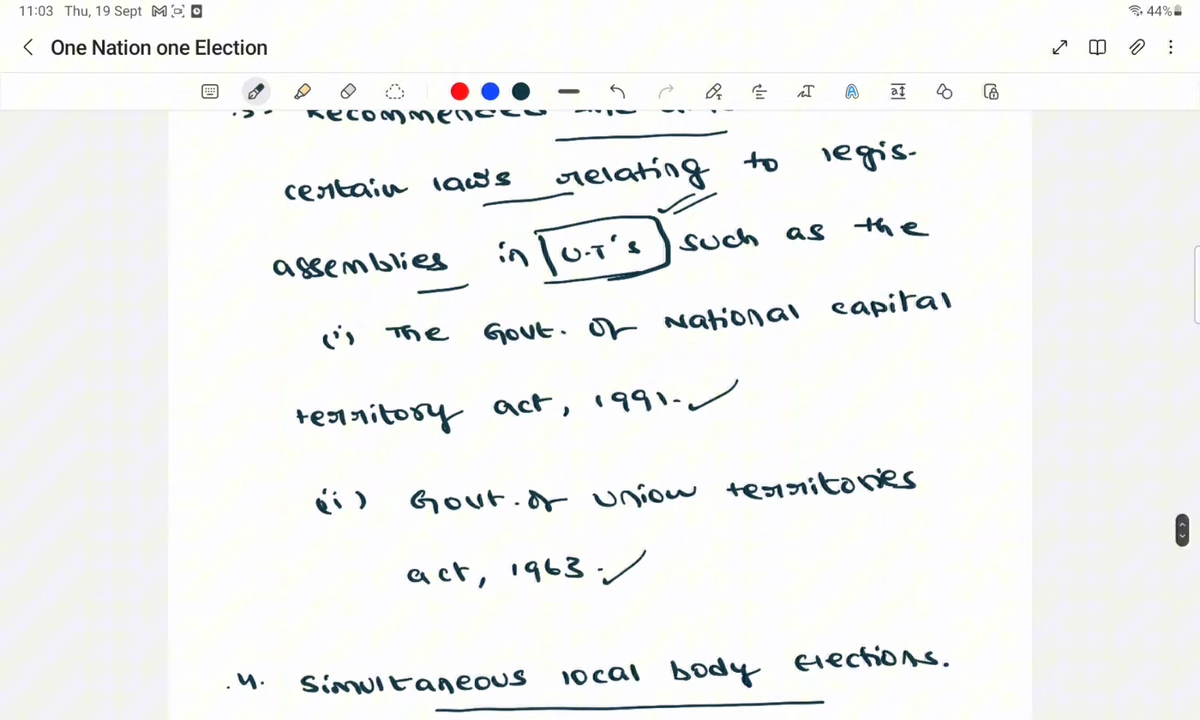 11:03 Thu, 19 Sept
44%
One Nation one Election
.3. Recommended
certain laws relating to legis-
assemblies in U.T's such as the
(i) The Govt. of National capital
territory act, 1991.
(ii) Govt. of union territories
act, 1963.
.4. Simultaneous local body elections.